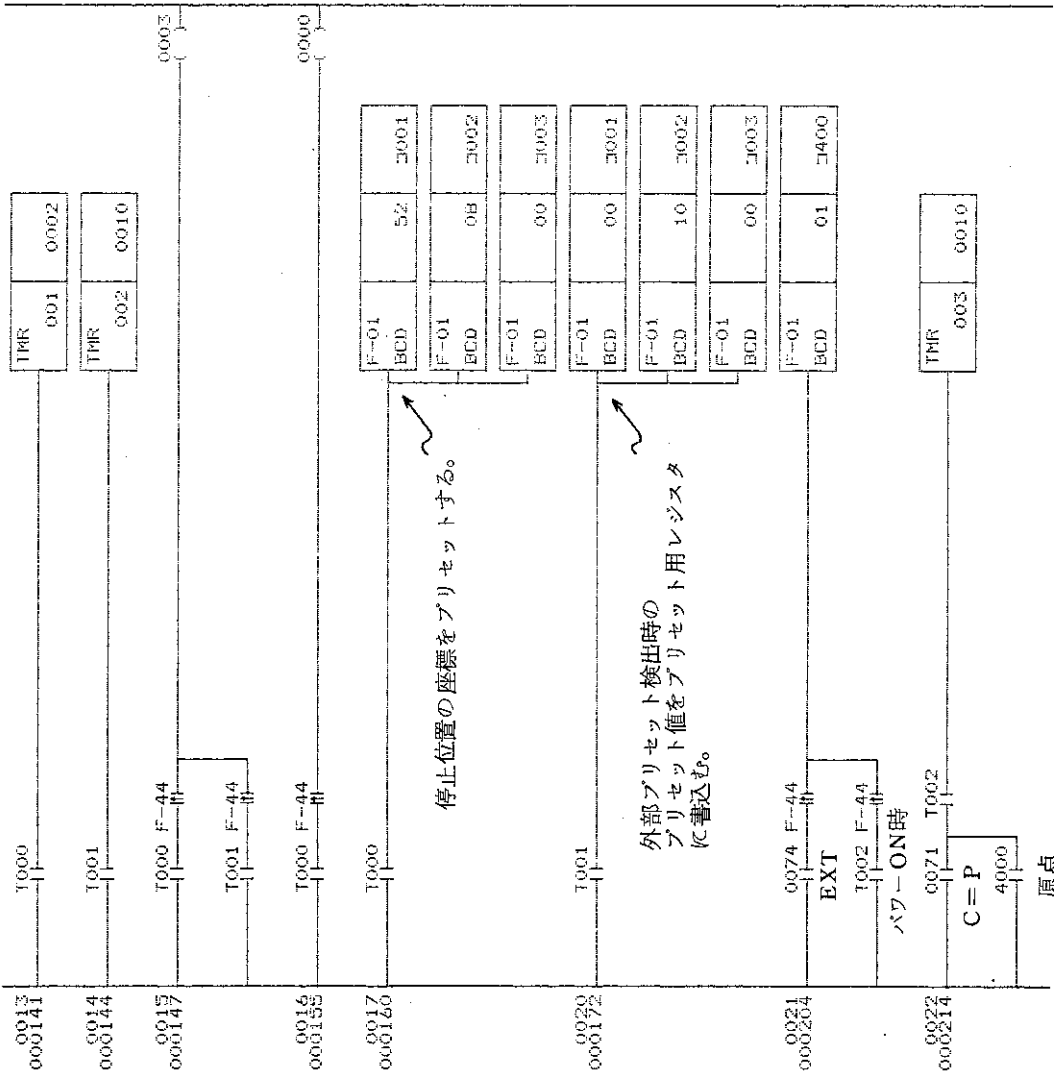 0013
000141
T000
TMR
001 0002
0014
000144
T001
TMR
002 0010
0015
000147
T000 F-44
0003
T001 F-44
0016
000155
T000 F-44
0000
0017
000160
T000
F-01
BCD 52 コ001
F-01
BCD 08 コ002
F-01
BCD 00 コ003
停止位置の座標をプリセットする。
0020
000172
T001
F-01
BCD 00 コ001
F-01
BCD 10 コ002
F-01
BCD 00 コ003
外部プリセット検出時の
プリセット値をプリセット用レジスタ
に書込む。
0021
000204
0074 F-44
EXT
F-01
BCD 01 コ400
T002 F-44
パワーON時
0022
000214
0071 T002
C=P
TMR
003 0010
4000
原点